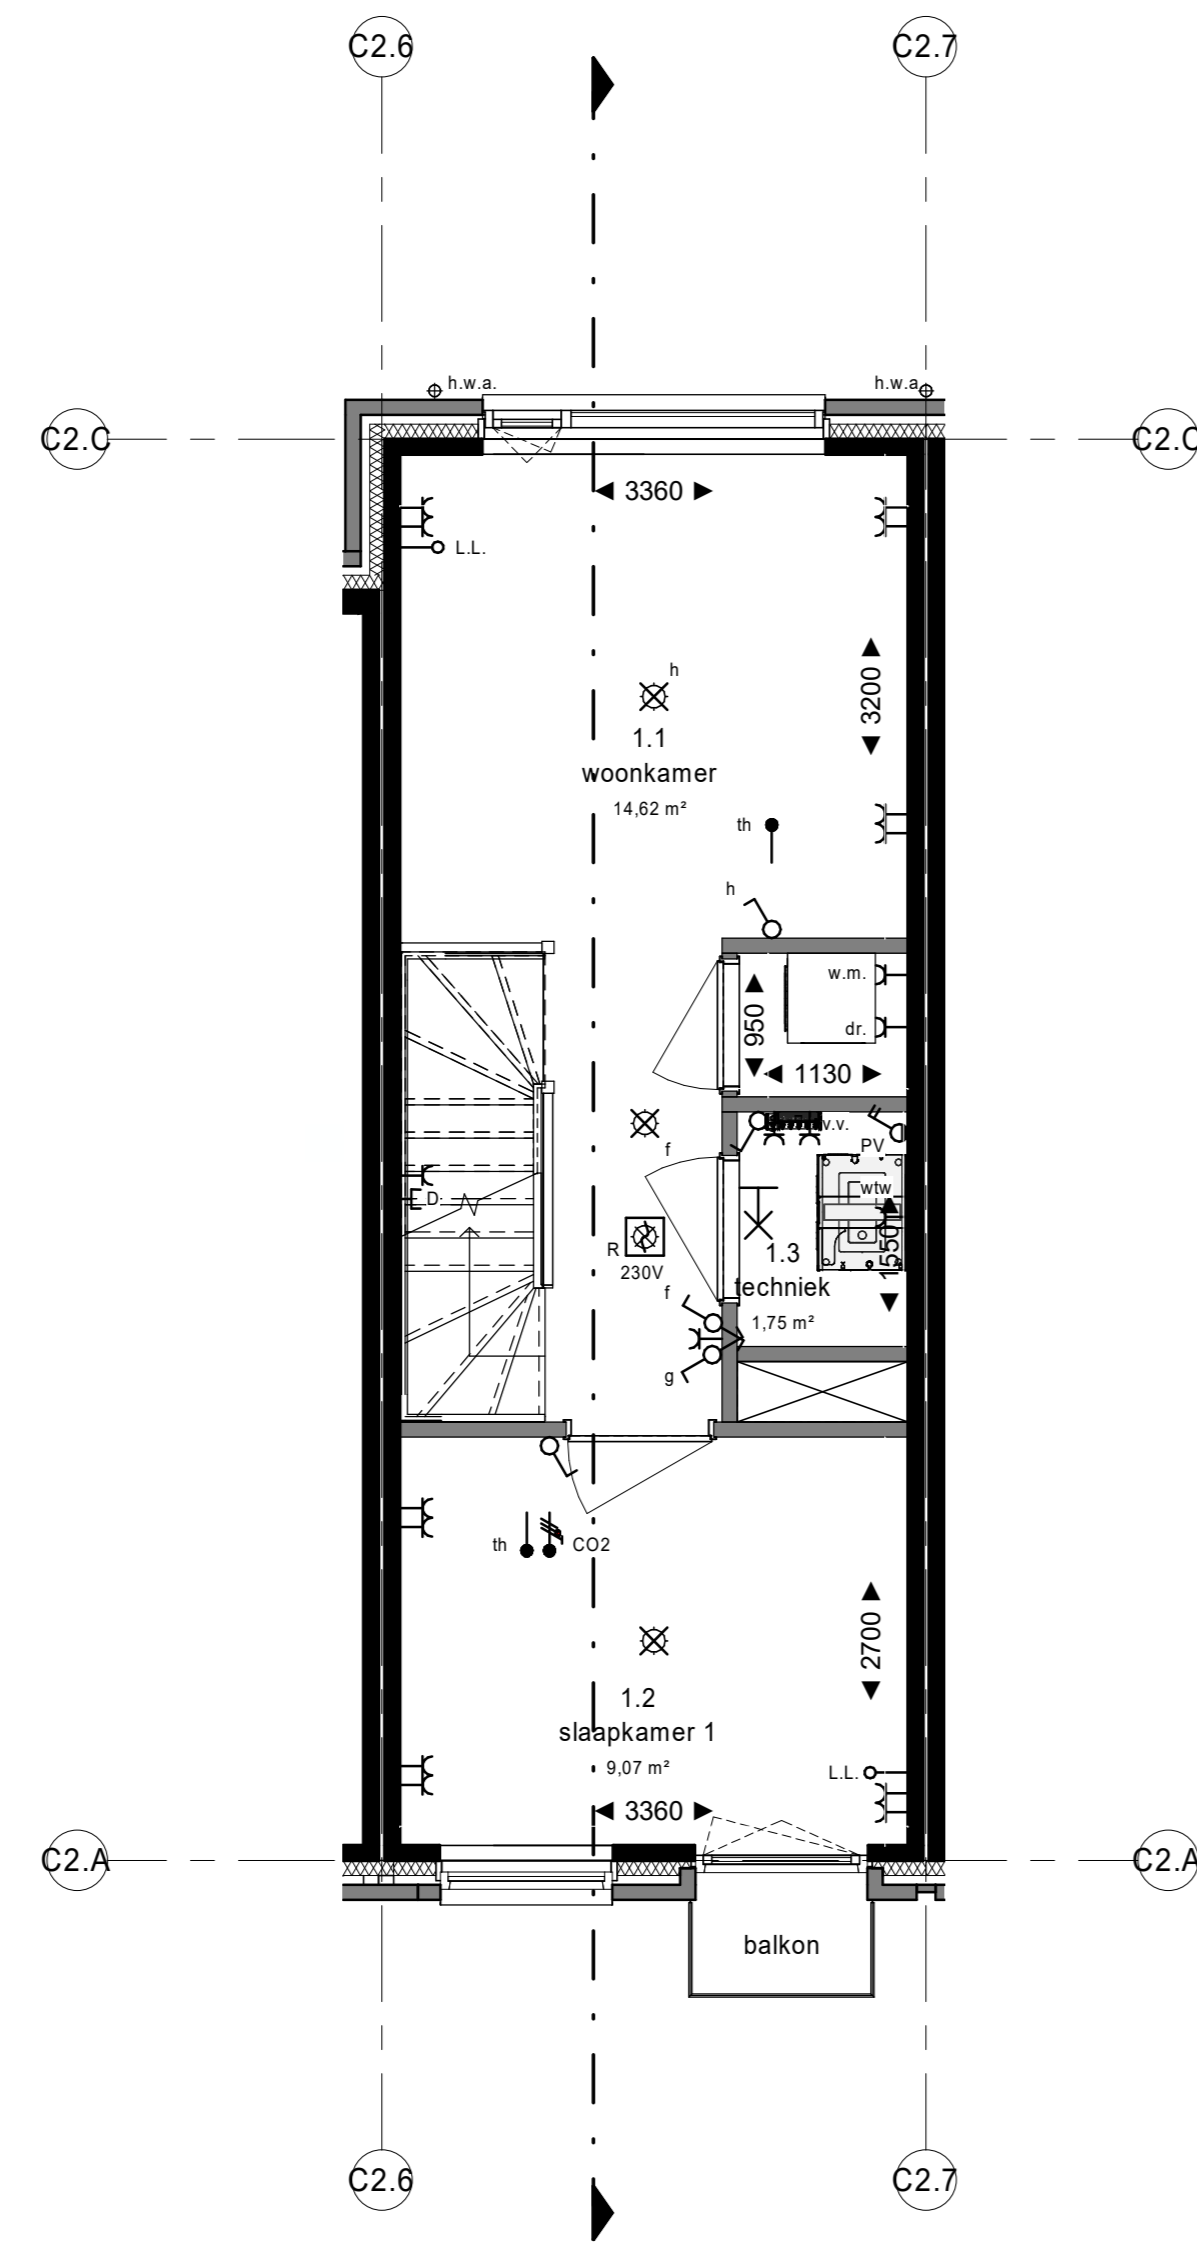 C2.6
C2.7
h.w.a.
h.w.a
C2.C
C2.C
3360
L.L.
h
3200
1.1
woonkamer
14,62 m²
th
h
w.m.
950
dr.
1130
v.v.
f
PV
wtw
D
R
230V
1550
1.3
techniek
f
1,75 m²
g
th
CO2
2700
1.2
slaapkamer 1
9,07 m²
L.L.
3360
C2.A
C2.A
balkon
C2.6
C2.7